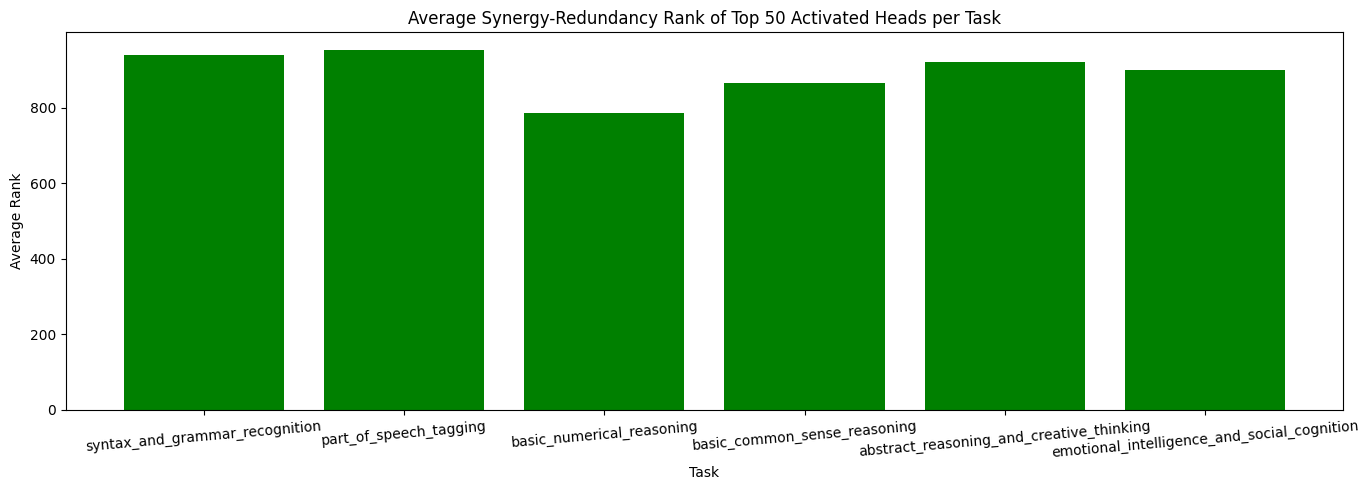 Average Synergy-Redundancy Rank of Top 50 Activated Heads per Task
Average Rank
800
600
400
200
0
syntax_and_grammar_recognition
part_of_speech_tagging
basic_numerical_reasoning
basic_common_sense_reasoning
abstract_reasoning_and_creative_thinking
emotional_intelligence_and_social_cognition
Task